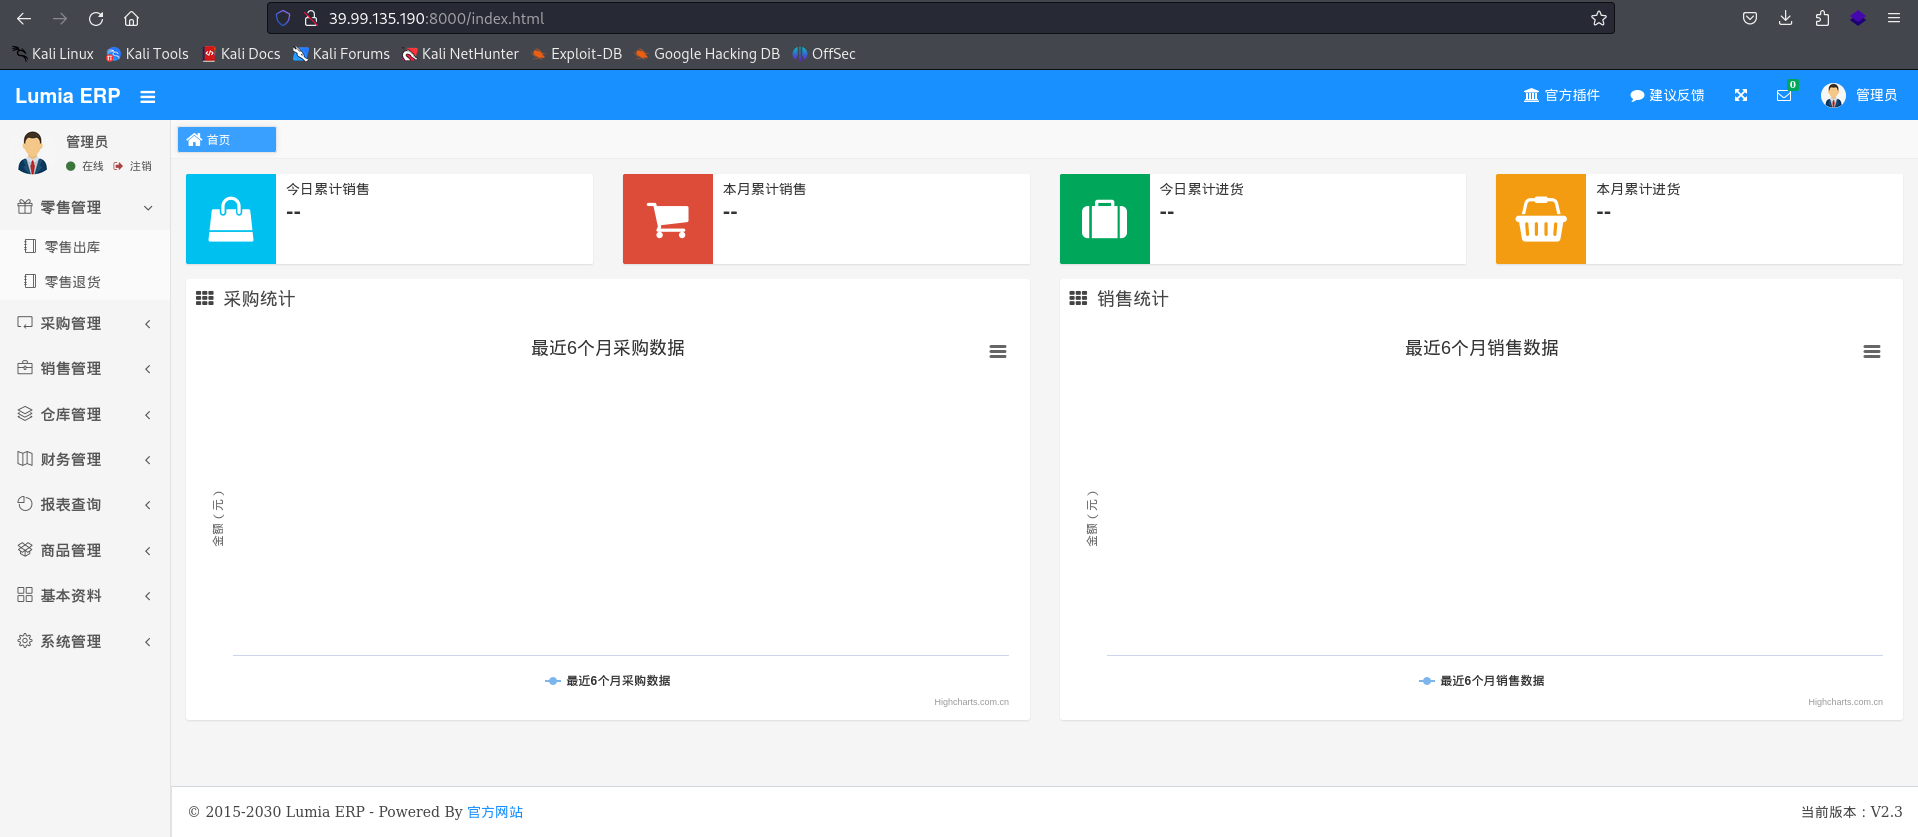 39.99.135.190:8000/index.html
Kali Linux Kali Tools Kali Docs Kali Forums Kali NetHunter Exploit-DB Google Hacking DB OffSec
Lumia ERP 官方插件 建议反馈 0 管理员
管理员
在线 注销
零售管理
零售出库
零售退货
采购管理
销售管理
仓库管理
财务管理
报表查询
商品管理
基本资料
系统管理
首页
今日累计销售
--
本月累计销售
--
今日累计进货
--
本月累计进货
--
采购统计
最近6个月采购数据
金额（元）
最近6个月采购数据
Highcharts.com.cn
销售统计
最近6个月销售数据
金额（元）
最近6个月销售数据
Highcharts.com.cn
© 2015-2030 Lumia ERP - Powered By 官方网站
当前版本：V2.3